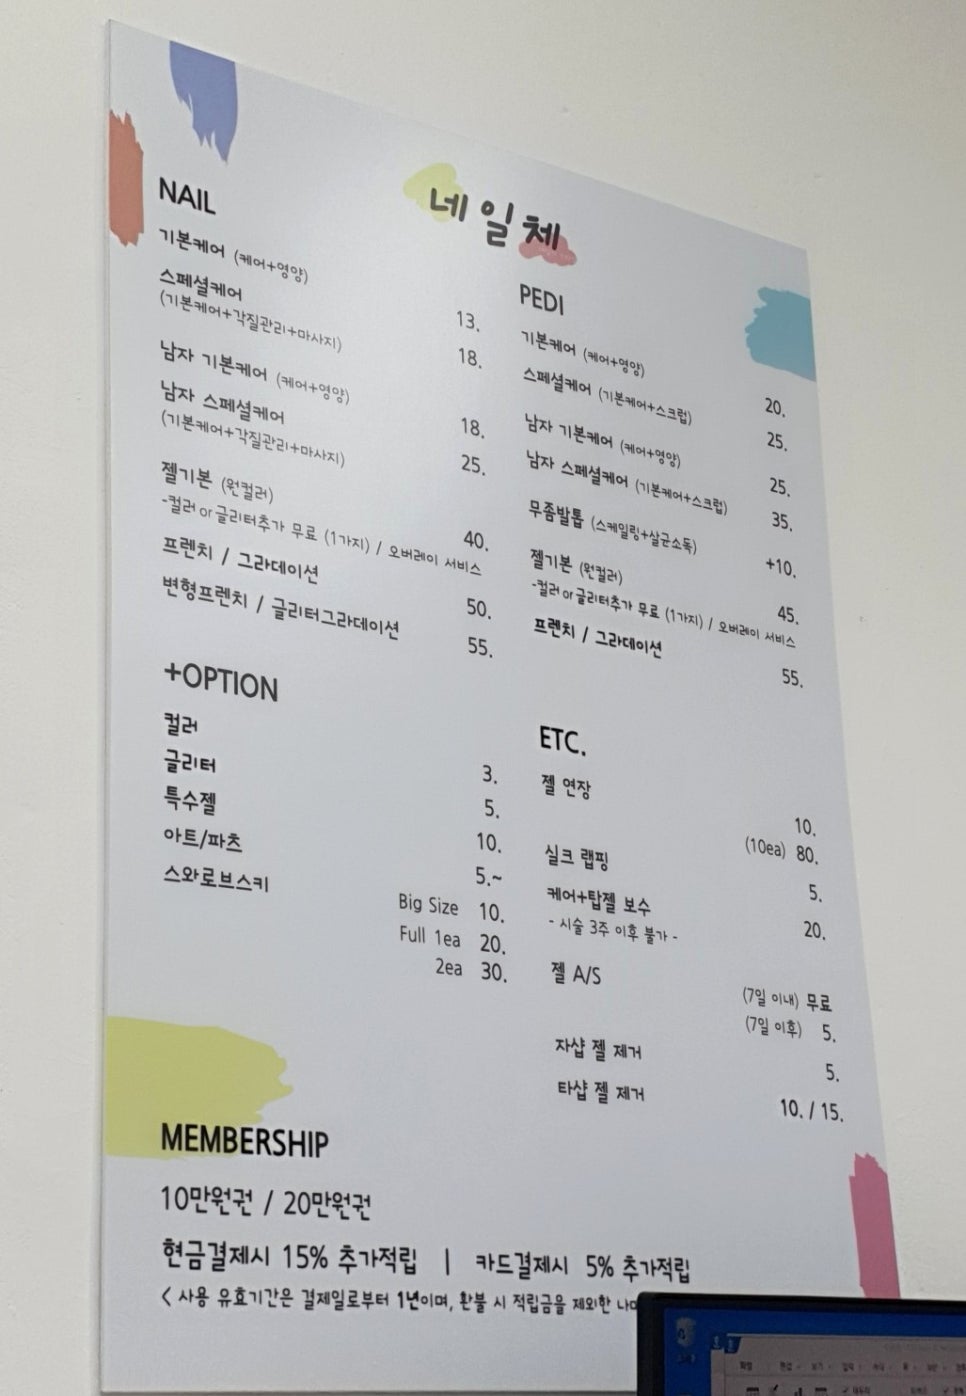 네일체
NAIL
기본케어 (케어+영양) 13.
스페셜케어 18.
(기본케어+각질관리+마사지)
남자 기본케어 (케어+영양) 18.
남자 스페셜케어 25.
(기본케어+각질관리+마사지)
젤기본 (원컬러) 40.
-컬러 or 글리터추가 무료 (1가지) / 오버레이 서비스
프렌치 / 그라데이션 50.
변형프렌치 / 글리터그라데이션 55.
+OPTION
컬러 3.
글리터 5.
특수젤 10.
아트/파츠 5.~
스와로브스키 Big Size 10.
Full 1ea 20.
2ea 30.
PEDI
기본케어 (케어+영양) 20.
스페셜케어 (기본케어+스크럽) 25.
남자 기본케어 (케어+영양) 25.
남자 스페셜케어 (기본케어+스크럽) 35.
무좀발톱 (스케일링+살균소독) +10.
젤기본 (원컬러) 45.
-컬러 or 글리터추가 무료 (1가지) / 오버레이 서비스
프렌치 / 그라데이션 55.
ETC.
젤 연장 10.
(10ea) 80.
실크 랩핑 5.
케어+탑젤 보수 20.
- 시술 3주 이후 불가 -
젤 A/S (7일 이내) 무료
(7일 이후) 5.
자샵 젤 제거 5.
타샵 젤 제거 10. / 15.
MEMBERSHIP
10만원권 / 20만원권
현금결제시 15% 추가적립 | 카드결제시 5% 추가적립
< 사용 유효기간은 결제일로부터 1년이며, 환불 시 적립금을 제외한